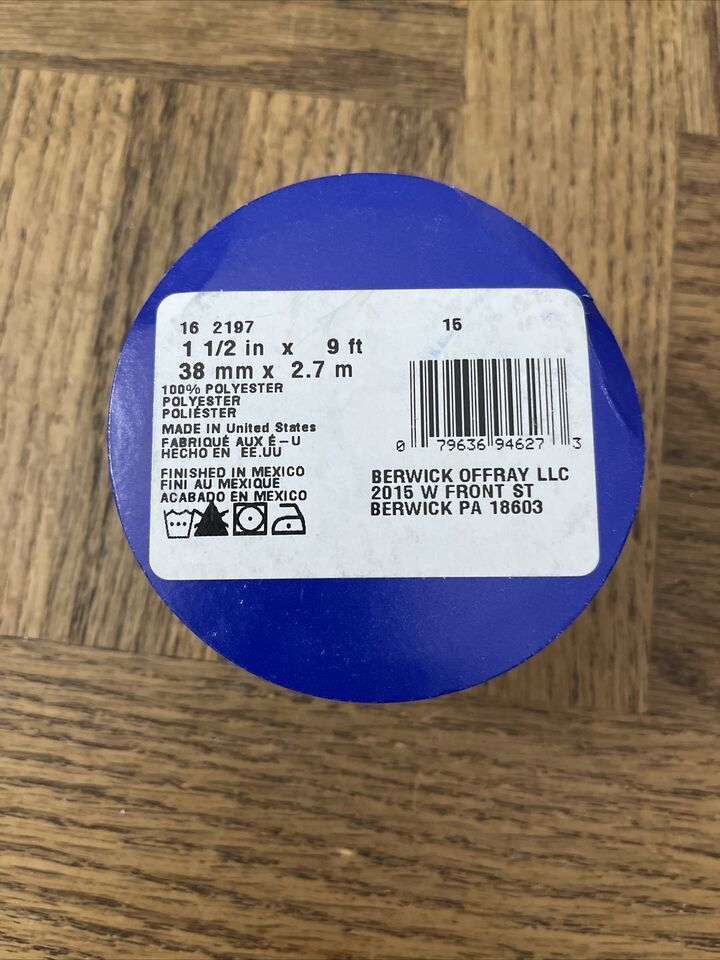 16 2197
15
1 1/2 in x 9 ft
38 mm x 2.7 m
100% POLYESTER
POLYESTER
POLIÉSTER
MADE IN United States
FABRIQUÉ AUX É-U
HECHO EN EE.UU
FINISHED IN MEXICO
FINI AU MEXIQUE
ACABADO EN MEXICO
0 79636 94627 3
BERWICK OFFRAY LLC
2015 W FRONT ST
BERWICK PA 18603